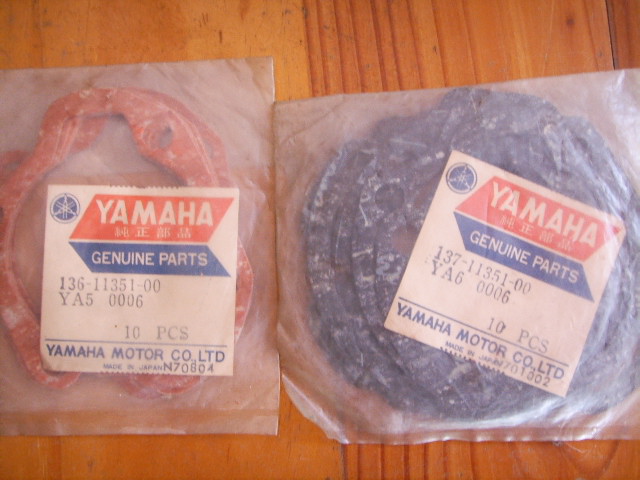 YAMAHA
純正部品
GENUINE PARTS
136-11351-00
YA5 0006
10 PCS
YAMAHA MOTOR CO.,LTD
MADE IN JAPAN N70804
YAMAHA
純正部品
GENUINE PARTS
137-11351-00
YA6 0006
10 PCS
YAMAHA MOTOR CO.,LTD
MADE IN JAPAN N701002